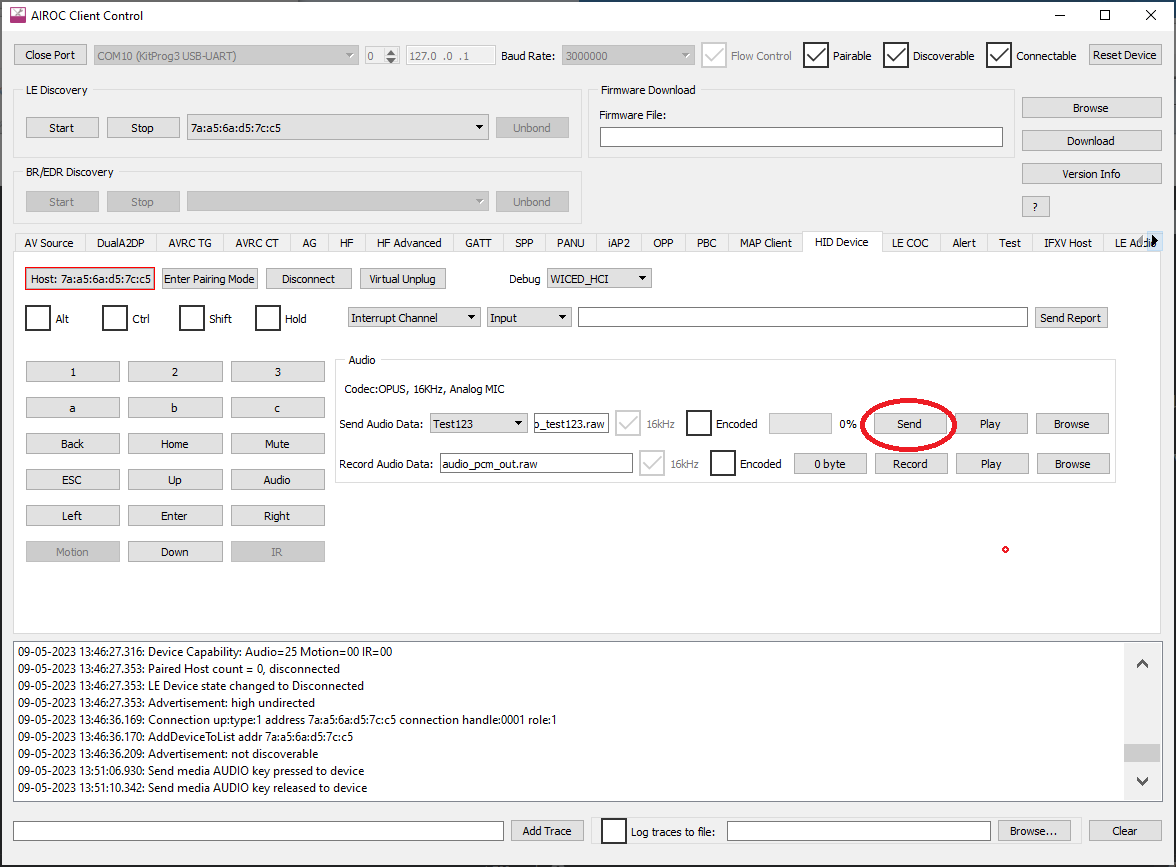 AIROC Client Control
Close Port COM10 (KitProg3 USB-UART) 0 127.0 .0 .1 Baud Rate: 3000000 Flow Control Pairable Discoverable Connectable Reset Device
LE Discovery
Start Stop 7a:a5:6a:d5:7c:c5 Unbond
Firmware Download
Firmware File:
Browse
Download
Version Info
?
BR/EDR Discovery
Start Stop Unbond
AV Source DualA2DP AVRC TG AVRC CT AG HF HF Advanced GATT SPP PANU iAP2 OPP PBC MAP Client HID Device LE COC Alert Test IFXV Host LE Audio
Host: 7a:a5:6a:d5:7c:c5 Enter Pairing Mode Disconnect Virtual Unplug Debug WICED_HCI
Alt Ctrl Shift Hold Interrupt Channel Input Send Report
1 2 3
a b c
Back Home Mute
ESC Up Audio
Left Enter Right
Motion Down IR
Audio
Codec:OPUS, 16KHz, Analog MIC
Send Audio Data: Test123 o_test123.raw 16kHz Encoded 0% Send Play Browse
Record Audio Data: audio_pcm_out.raw 16kHz Encoded 0 byte Record Play Browse
09-05-2023 13:46:27.316: Device Capability: Audio=25 Motion=00 IR=00
09-05-2023 13:46:27.353: Paired Host count = 0, disconnected
09-05-2023 13:46:27.353: LE Device state changed to Disconnected
09-05-2023 13:46:27.353: Advertisement: high undirected
09-05-2023 13:46:36.169: Connection up:type:1 address 7a:a5:6a:d5:7c:c5 connection handle:0001 role:1
09-05-2023 13:46:36.170: AddDeviceToList addr 7a:a5:6a:d5:7c:c5
09-05-2023 13:46:36.209: Advertisement: not discoverable
09-05-2023 13:51:06.930: Send media AUDIO key pressed to device
09-05-2023 13:51:10.342: Send media AUDIO key released to device
Add Trace Log traces to file: Browse... Clear